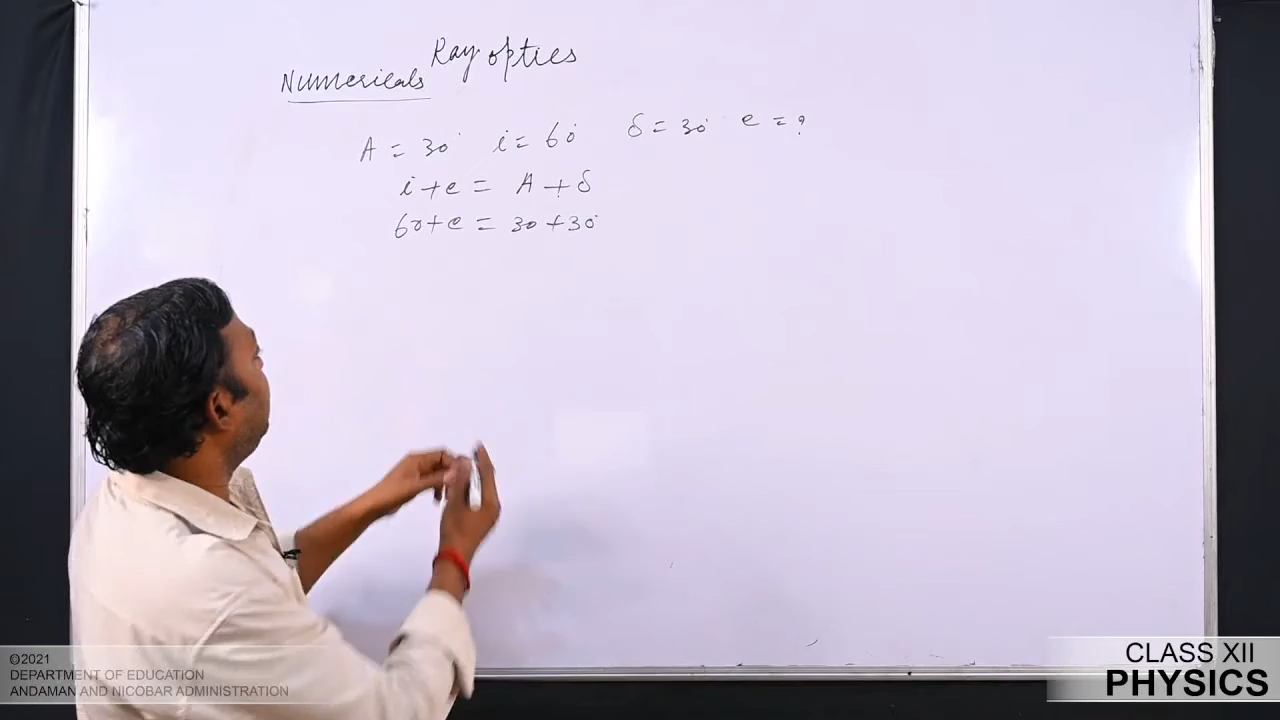 Ray optics
Numericals
A = 30° i = 60° δ = 30° e = ?
i + e = A + δ
60 + e = 30 + 30°
©2021
DEPARTMENT OF EDUCATION
ANDAMAN AND NICOBAR ADMINISTRATION
CLASS XII
PHYSICS